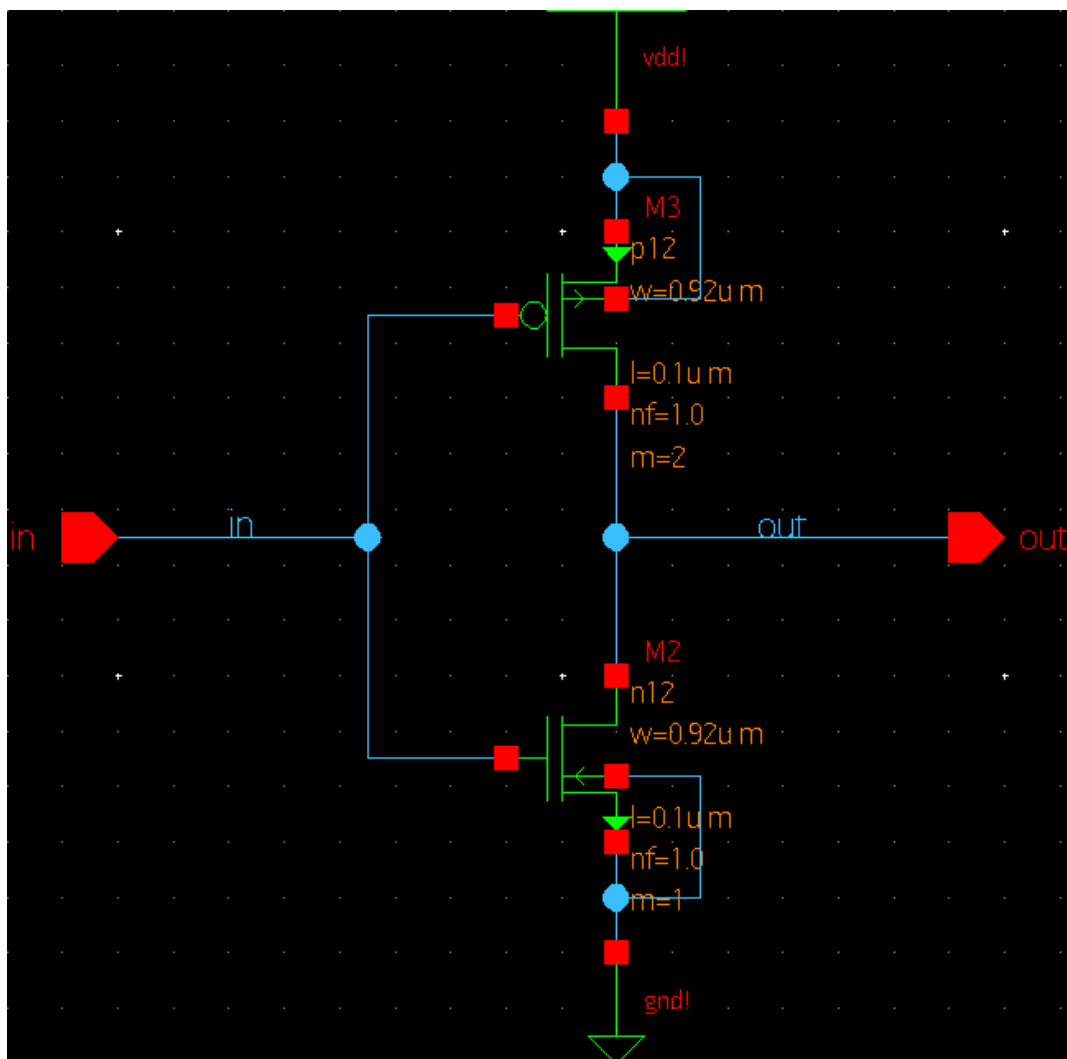 vdd!
M3
p12
w=0.92u m
l=0.1u m
nf=1.0
m=2
in
in
out
out
M2
n12
w=0.92u m
l=0.1u m
nf=1.0
m=1
gnd!